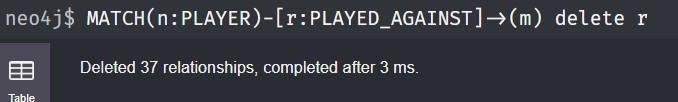 neo4j$ MATCH(n:PLAYER)-[r:PLAYED_AGAINST]->(m) delete r
Deleted 37 relationships, completed after 3 ms.
Table